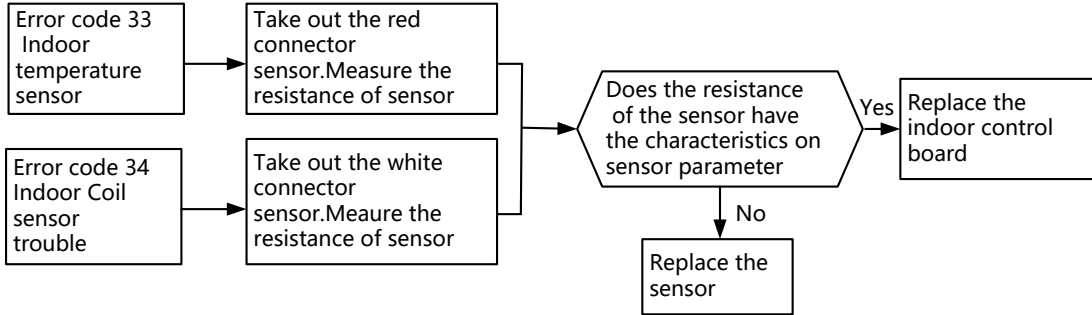 Error code 33
Indoor
temperature
sensor
Take out the red
connector
sensor.Measure the
resistance of sensor
Error code 34
Indoor Coil
sensor
trouble
Take out the white
connector
sensor.Meaure the
resistance of sensor
Does the resistance
of the sensor have
the characteristics on
sensor parameter
Yes
Replace the
indoor control
board
No
Replace the
sensor